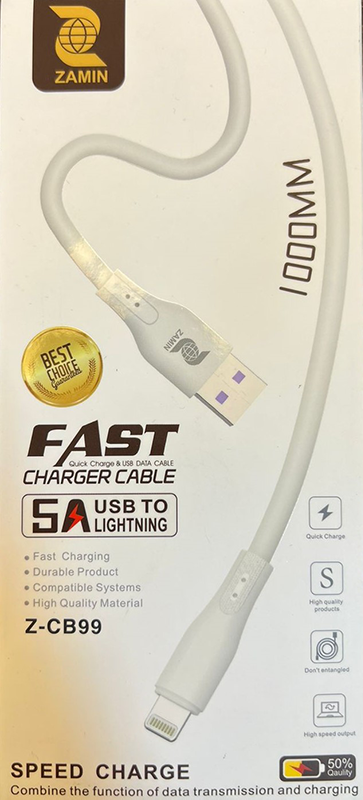 ZAMIN
1000MM
ZAMIN
BEST
CHOICE
Guarantee
FAST
Quick Charge & USB DATA CABLE
CHARGER CABLE
5A USB TO
LIGHTNING
• Fast Charging
• Durable Product
• Compatible Systems
• High Quality Material
Z-CB99
Quick Charge
S
High quality
products
Don't entangled
High speed output
50%
Qaulity
SPEED CHARGE
Combine the function of data transmission and charging